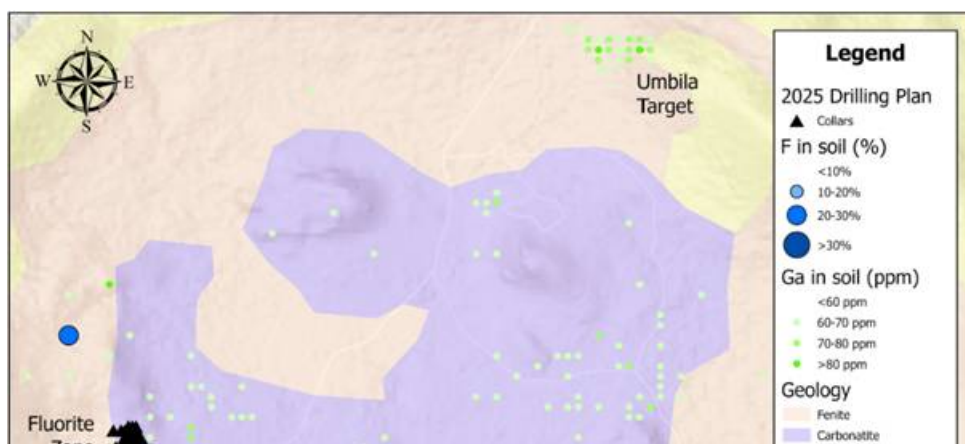 N
W
E
S
Umbila
Target
Fluorite
Zone
Legend
2025 Drilling Plan
Collars
F in soil (%)
<10%
10-20%
20-30%
>30%
Ga in soil (ppm)
<60 ppm
60-70 ppm
70-80 ppm
>80 ppm
Geology
Fenite
Carbonatite